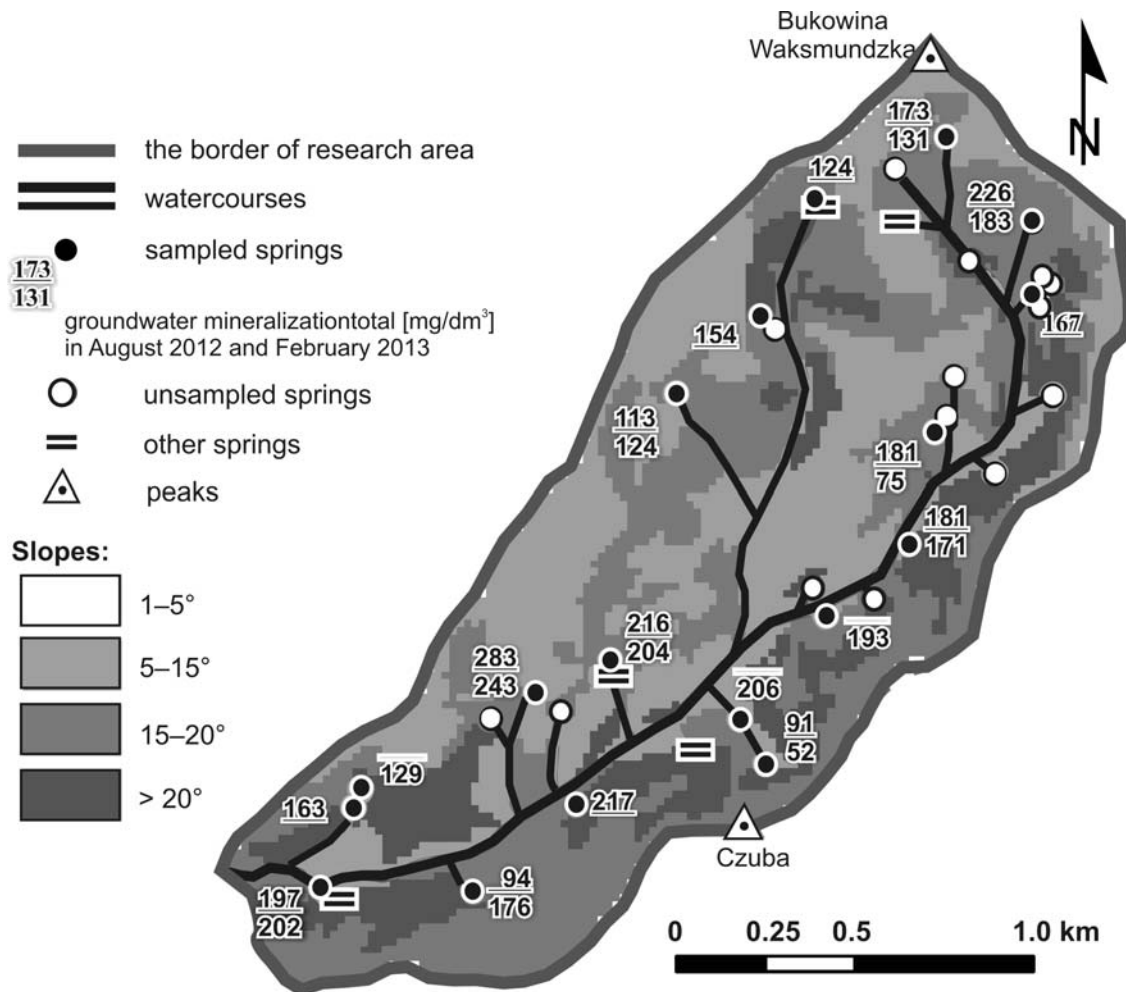 Bukowina
Waksmundzka
N
the border of research area
watercourses
sampled springs
173
131
groundwater mineralizationtotal [mg/dm³]
in August 2012 and February 2013
unsampled springs
other springs
peaks
Slopes:
1–5°
5–15°
15–20°
> 20°
173
131
124
226
183
167
154
113
124
181
75
181
171
193
216
204
206
283
243
91
52
129
163
217
Czuba
94
176
197
202
0 0.25 0.5 1.0 km